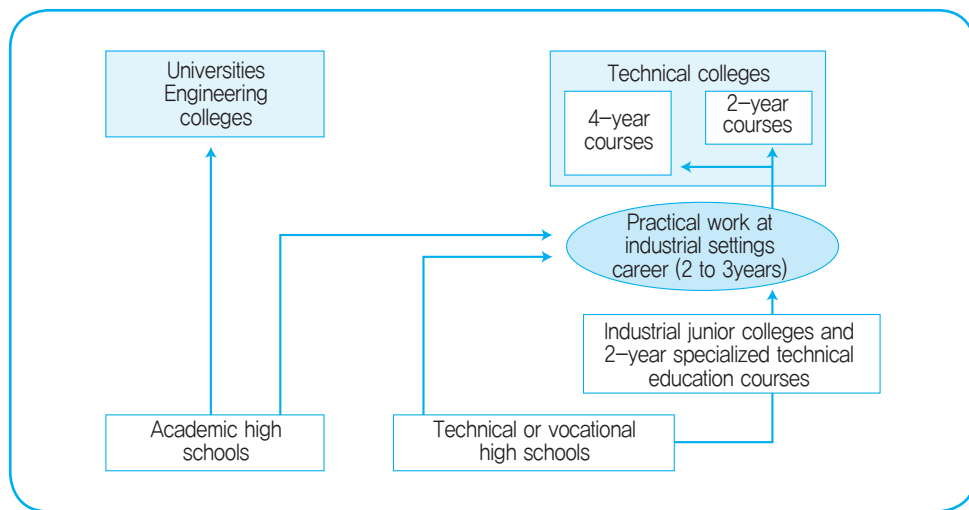 Universities
Engineering
colleges
Technical colleges
4-year
courses
2-year
courses
Practical work at
industrial settings
career (2 to 3years)
Industrial junior colleges and
2-year specialized technical
education courses
Academic high
schools
Technical or vocational
high schools